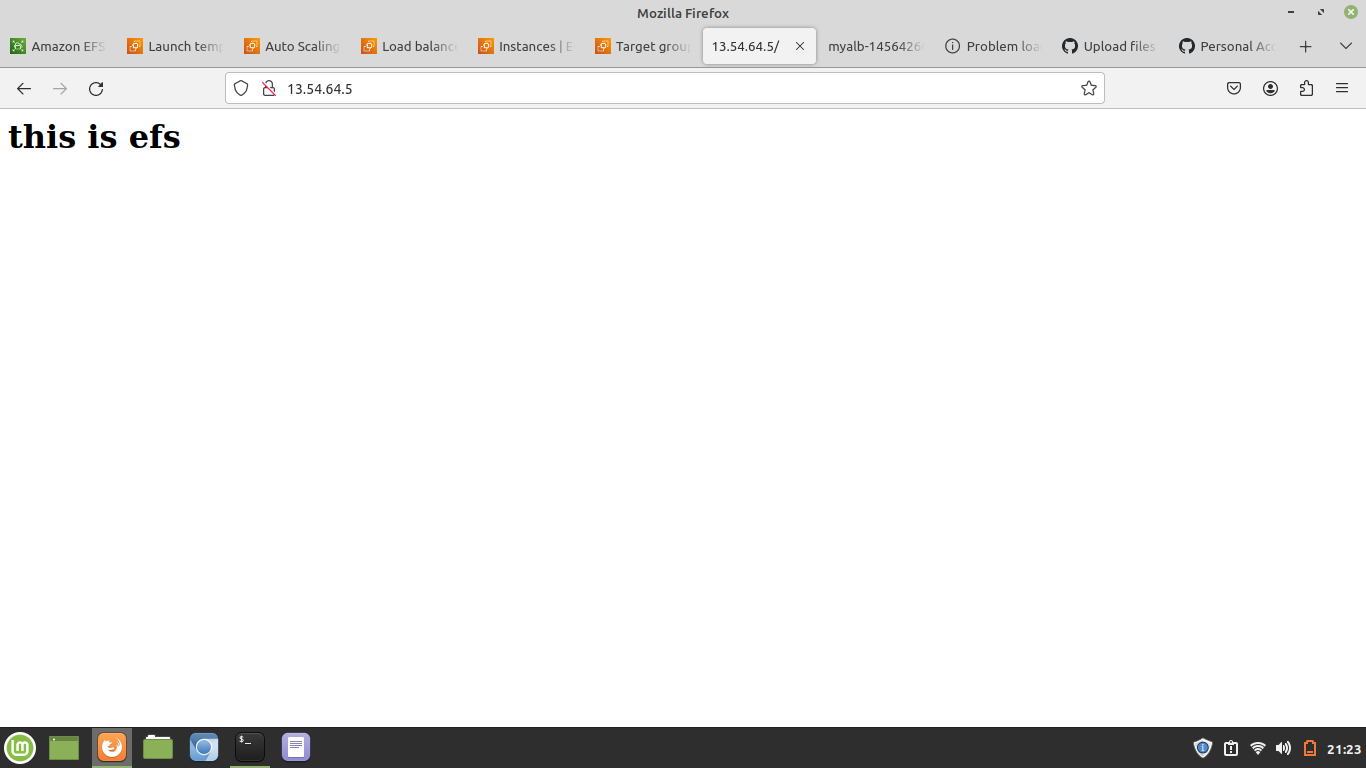 Mozilla Firefox
Amazon EFS
Launch temp
Auto Scaling
Load balanc
Instances | E
Target grou
13.54.64.5/
myalb-1456426
Problem loa
Upload files
Personal Acc
13.54.64.5
this is efs
21:23